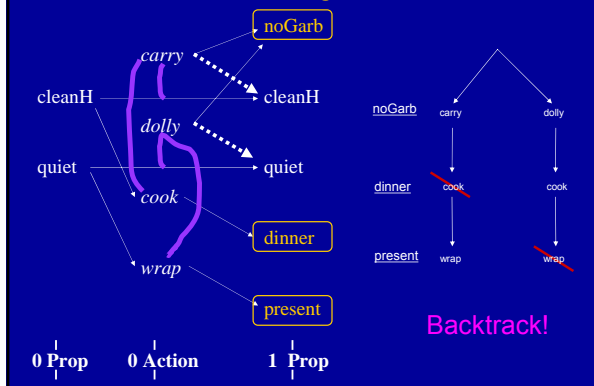 noGarb
carry
cleanH cleanH
dolly
quiet quiet
cook
dinner
wrap
present
0 Prop 0 Action 1 Prop
noGarb carry dolly
dinner cook cook
present wrap wrap
Backtrack!